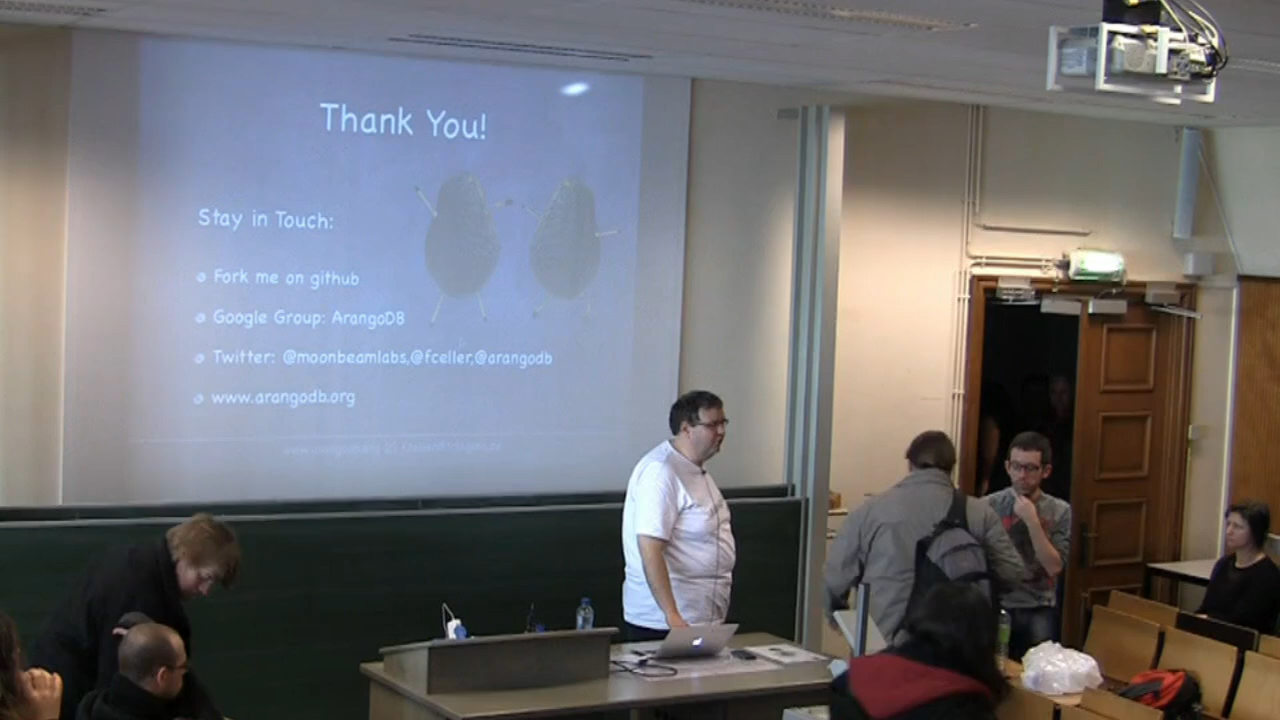 Thank You!
Stay in Touch:
Fork me on github
Google Group: ArangoDB
Twitter: @moonbeamlabs,@fceller,@arangodb
www.arangodb.org